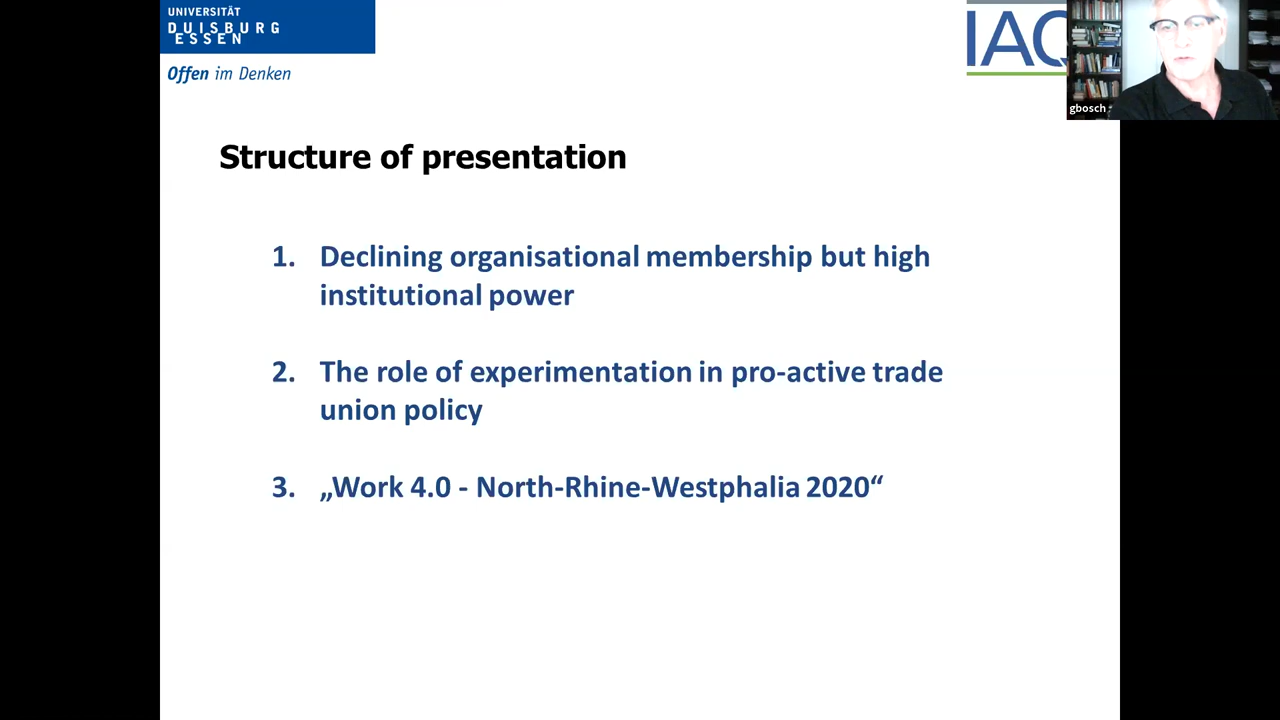 UNIVERSITÄT
DUISBURG
ESSEN
Offen im Denken
IAQ
gbosch
Structure of presentation
1. Declining organisational membership but high
institutional power
2. The role of experimentation in pro-active trade
union policy
3. „Work 4.0 - North-Rhine-Westphalia 2020“